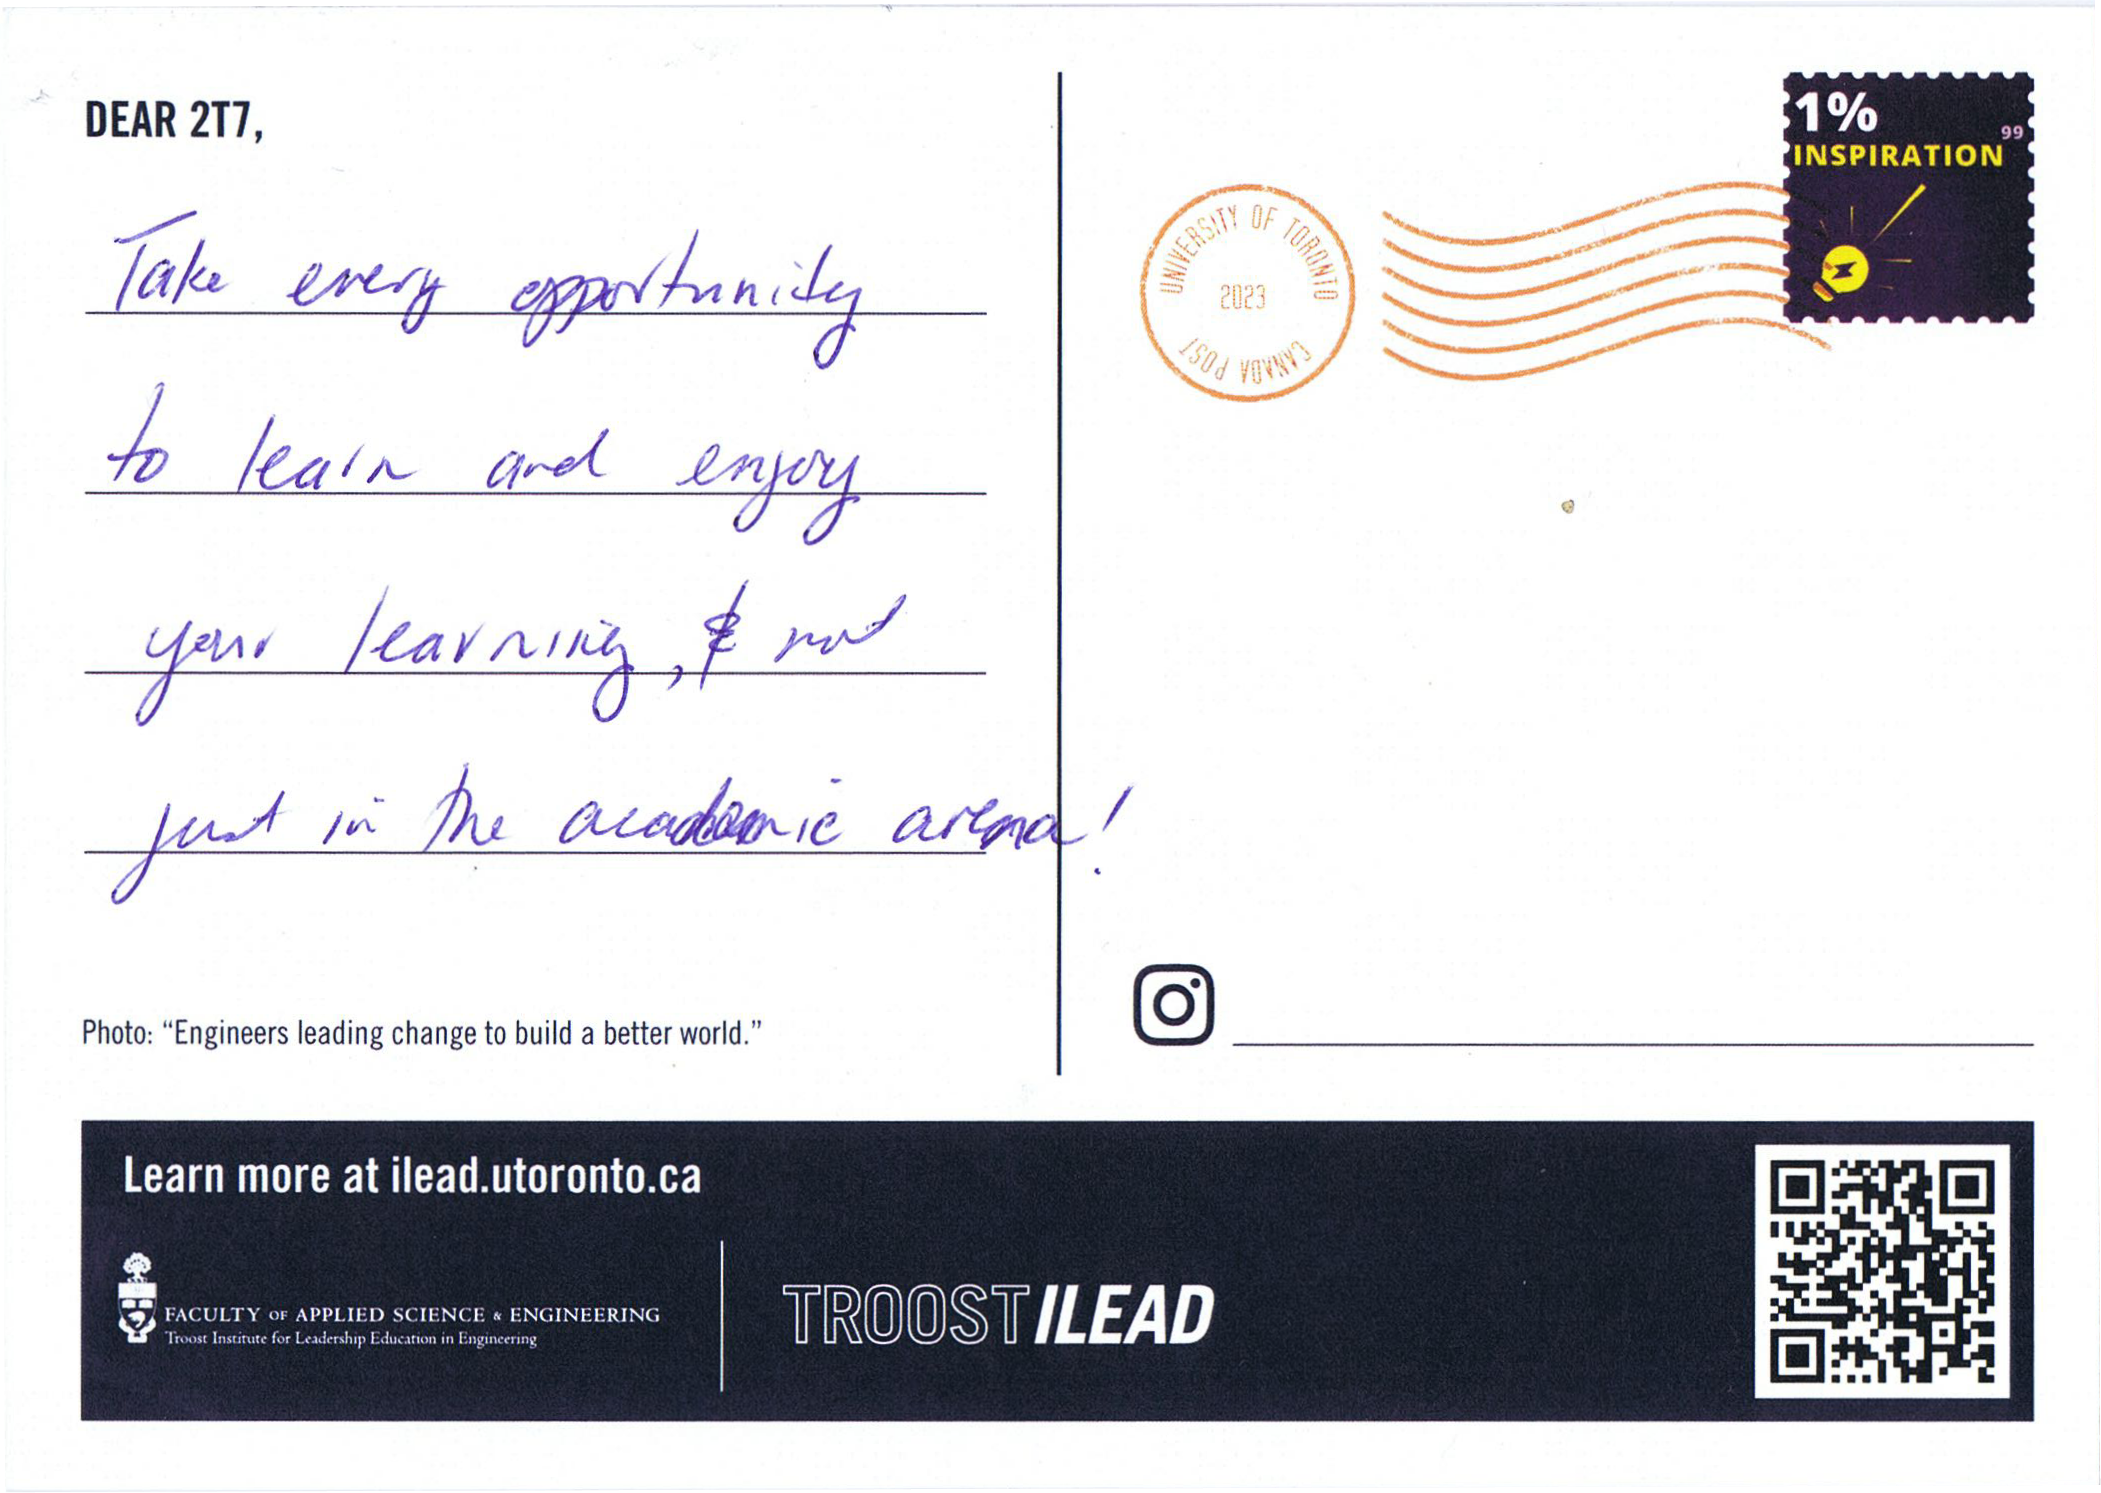 DEAR 2T7,
Take every opportunity
to learn and enjoy
your learning, & not
just in the academic arena!
Photo: “Engineers leading change to build a better world.”
1%
99
INSPIRATION
UNIVERSITY OF TORONTO
2023
CANADA POST
Learn more at ilead.utoronto.ca
FACULTY OF APPLIED SCIENCE & ENGINEERING
Troost Institute for Leadership Education in Engineering
TROOST ILEAD